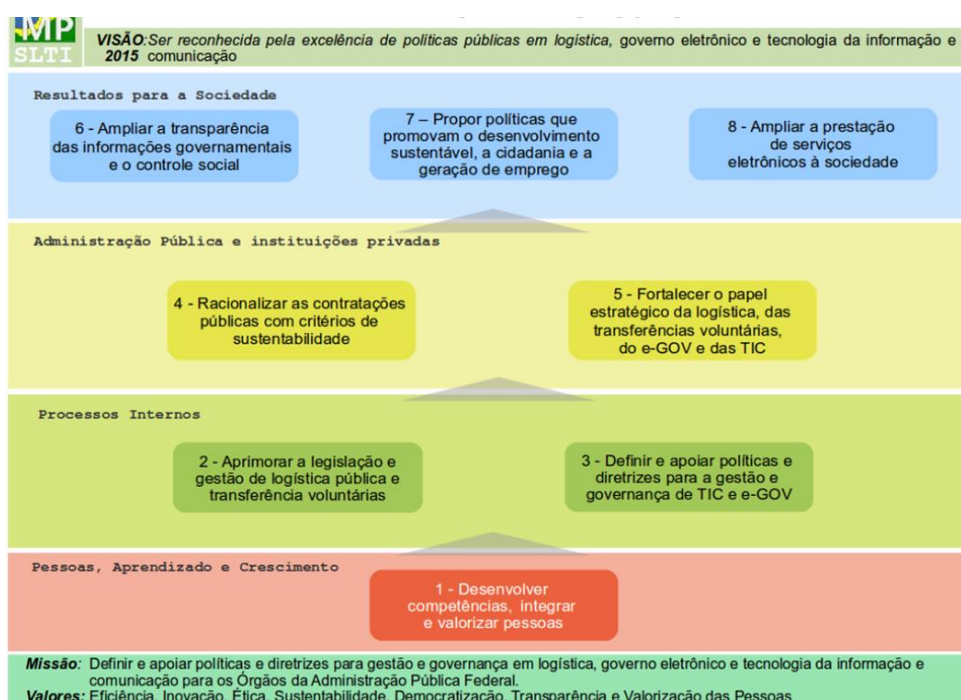 MP
SLTI
VISÃO:Ser reconhecida pela excelência de políticas públicas em logística, governo eletrônico e tecnologia da informação e
2015 comunicação
Resultados para a Sociedade
6 - Ampliar a transparência
das informações governamentais
e o controle social
7 – Propor políticas que
promovam o desenvolvimento
sustentável, a cidadania e a
geração de emprego
8 - Ampliar a prestação
de serviços
eletrônicos à sociedade
Administração Pública e instituições privadas
4 - Racionalizar as contratações
públicas com critérios de
sustentabilidade
5 - Fortalecer o papel
estratégico da logística, das
transferências voluntárias,
do e-GOV e das TIC
Processos Internos
2 - Aprimorar a legislação e
gestão de logística pública e
transferência voluntárias
3 - Definir e apoiar políticas e
diretrizes para a gestão e
governança de TIC e e-GOV
Pessoas, Aprendizado e Crescimento
1 - Desenvolver
competências, integrar
e valorizar pessoas
Missão: Definir e apoiar políticas e diretrizes para gestão e governança em logística, governo eletrônico e tecnologia da informação e
comunicação para os Órgãos da Administração Pública Federal.
Valores: Eficiência, Inovação, Ética, Sustentabilidade, Democratização, Transparência e Valorização das Pessoas